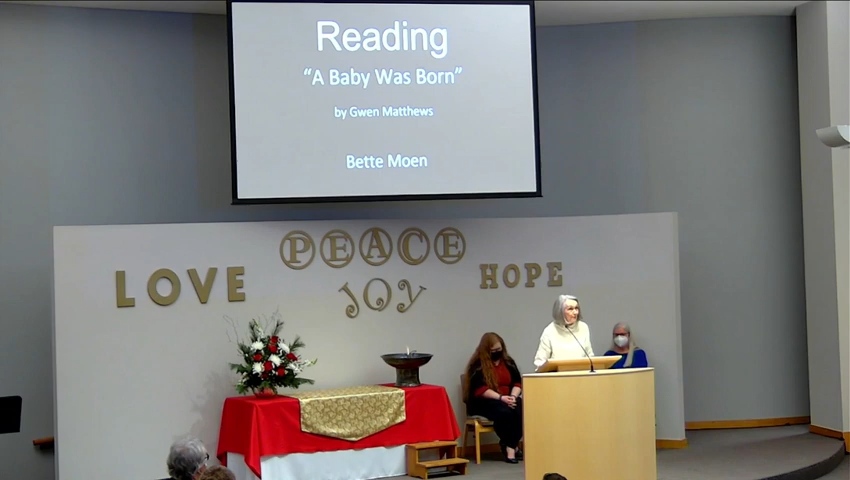 Reading
“A Baby Was Born”
by Gwen Matthews
Bette Moen
PEACE
LOVE
HOPE
JOY